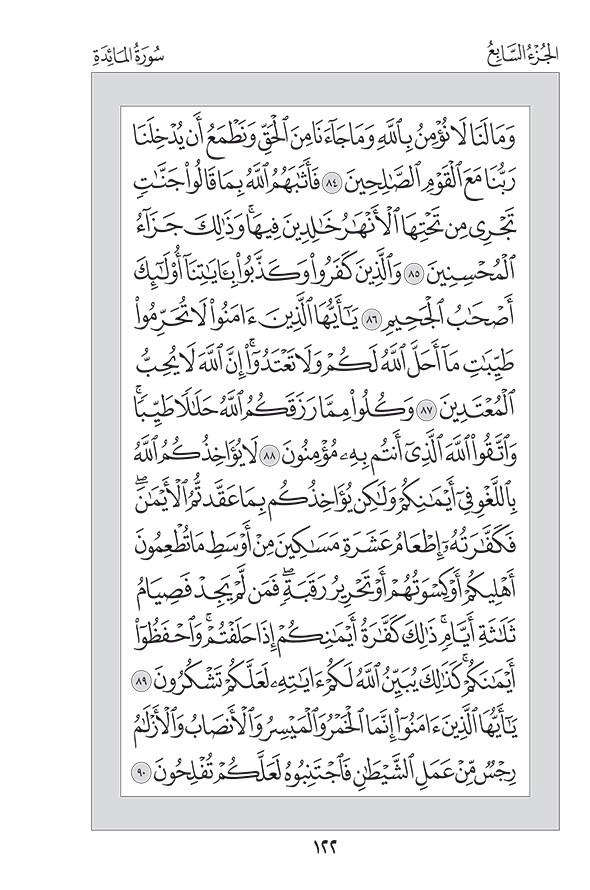 الجُزْءُ السَّابِعُ
سُورَةُ المَائِدَةِ
وَمَا لَنَا لَا نُؤْمِنُ بِٱللَّهِ وَمَا جَآءَنَا مِنَ ٱلْحَقِّ وَنَطْمَعُ أَن يُدْخِلَنَا
رَبُّنَا مَعَ ٱلْقَوْمِ ٱلصَّـٰلِحِينَ ٨٤ فَأَثَـٰبَهُمُ ٱللَّهُ بِمَا قَالُوا۟ جَنَّـٰتٍ
تَجْرِى مِن تَحْتِهَا ٱلْأَنْهَـٰرُ خَـٰلِدِينَ فِيهَا ۚ وَذَٰلِكَ جَزَآءُ
ٱلْمُحْسِنِينَ ٨٥ وَٱلَّذِينَ كَفَرُوا۟ وَكَذَّبُوا۟ بِـَٔايَـٰتِنَآ أُو۟لَـٰٓئِكَ
أَصْحَـٰبُ ٱلْجَحِيمِ ٨٦ يَـٰٓأَيُّهَا ٱلَّذِينَ ءَامَنُوا۟ لَا تُحَرِّمُوا۟
طَيِّبَـٰتِ مَآ أَحَلَّ ٱللَّهُ لَكُمْ وَلَا تَعْتَدُوٓا۟ ۚ إِنَّ ٱللَّهَ لَا يُحِبُّ
ٱلْمُعْتَدِينَ ٨٧ وَكُلُوا۟ مِمَّا رَزَقَكُمُ ٱللَّهُ حَلَـٰلًا طَيِّبًا ۚ
وَٱتَّقُوا۟ ٱللَّهَ ٱلَّذِىٓ أَنتُم بِهِۦ مُؤْمِنُونَ ٨٨ لَا يُؤَاخِذُكُمُ ٱللَّهُ
بِٱللَّغْوِ فِىٓ أَيْمَـٰنِكُمْ وَلَـٰكِن يُؤَاخِذُكُم بِمَا عَقَّدتُّمُ ٱلْأَيْمَـٰنَ ۖ
فَكَفَّـٰرَتُهُۥٓ إِطْعَامُ عَشَرَةِ مَسَـٰكِينَ مِنْ أَوْسَطِ مَا تُطْعِمُونَ
أَهْلِيكُمْ أَوْ كِسْوَتُهُمْ أَوْ تَحْرِيرُ رَقَبَةٍ ۖ فَمَن لَّمْ يَجِدْ فَصِيَامُ
ثَلَـٰثَةِ أَيَّامٍ ۚ ذَٰلِكَ كَفَّـٰرَةُ أَيْمَـٰنِكُمْ إِذَا حَلَفْتُمْ ۚ وَٱحْفَظُوٓا۟
أَيْمَـٰنَكُمْ ۚ كَذَٰلِكَ يُبَيِّنُ ٱللَّهُ لَكُمْ ءَايَـٰتِهِۦ لَعَلَّكُمْ تَشْكُرُونَ ٨٩
يَـٰٓأَيُّهَا ٱلَّذِينَ ءَامَنُوٓا۟ إِنَّمَا ٱلْخَمْرُ وَٱلْمَيْسِرُ وَٱلْأَنصَابُ وَٱلْأَزْلَـٰمُ
رِجْسٌ مِّنْ عَمَلِ ٱلشَّيْطَـٰنِ فَٱجْتَنِبُوهُ لَعَلَّكُمْ تُفْلِحُونَ ٩٠
١٢٢